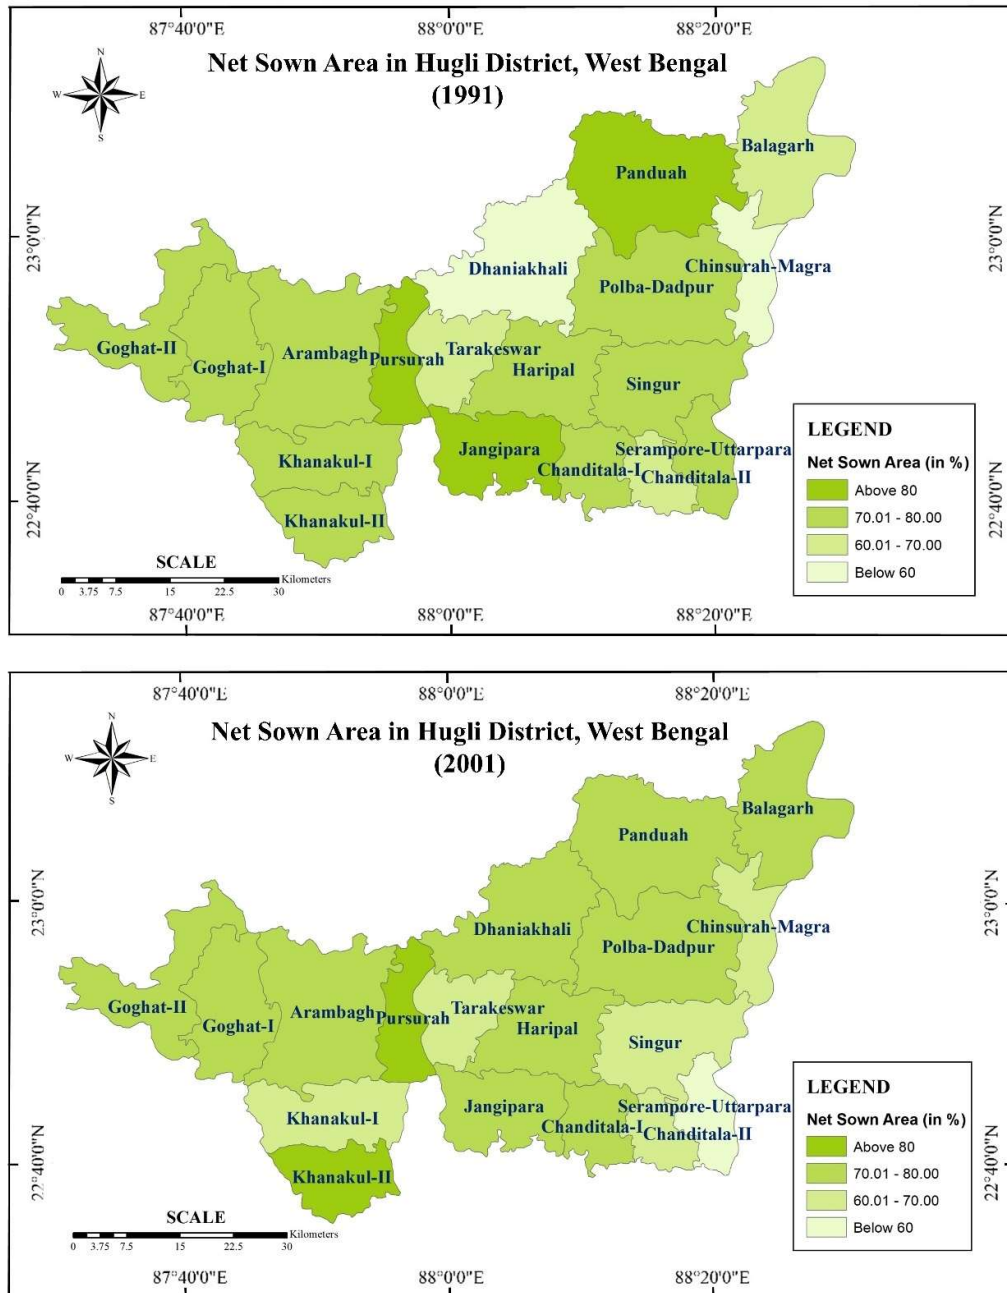 87°40'0"E 88°0'0"E 88°20'0"E
Net Sown Area in Hugli District, West Bengal
(1991)
N
W E
S
Balagarh
Panduah
23°0'0"N 23°0'0"N
Dhaniakhali Chinsurah-Magra
Polba-Dadpur
Goghat-II Arambagh Pursurah Tarakeswar
Goghat-I Haripal Singur
LEGEND
Jangipara Serampore-Uttarpara
Net Sown Area (in %)
Khanakul-I Chanditala-I Chanditala-II
Above 80
22°40'0"N 22°40'0"N
Khanakul-II
70.01 - 80.00
60.01 - 70.00
Below 60
SCALE
Kilometers
0 3.75 7.5 15 22.5 30
87°40'0"E 88°0'0"E 88°20'0"E
87°40'0"E 88°0'0"E 88°20'0"E
Net Sown Area in Hugli District, West Bengal
(2001)
N
W E
S
Balagarh
Panduah
23°0'0"N 23°0'0"N
Dhaniakhali Chinsurah-Magra
Polba-Dadpur
Goghat-II Arambagh Pursurah Tarakeswar
Goghat-I Haripal Singur
LEGEND
Khanakul-I Jangipara Serampore-Uttarpara
Net Sown Area (in %)
Chanditala-I Chanditala-II
Above 80
22°40'0"N 22°40'0"N
Khanakul-II
70.01 - 80.00
60.01 - 70.00
Below 60
SCALE
Kilometers
0 3.75 7.5 15 22.5 30
87°40'0"E 88°0'0"E 88°20'0"E